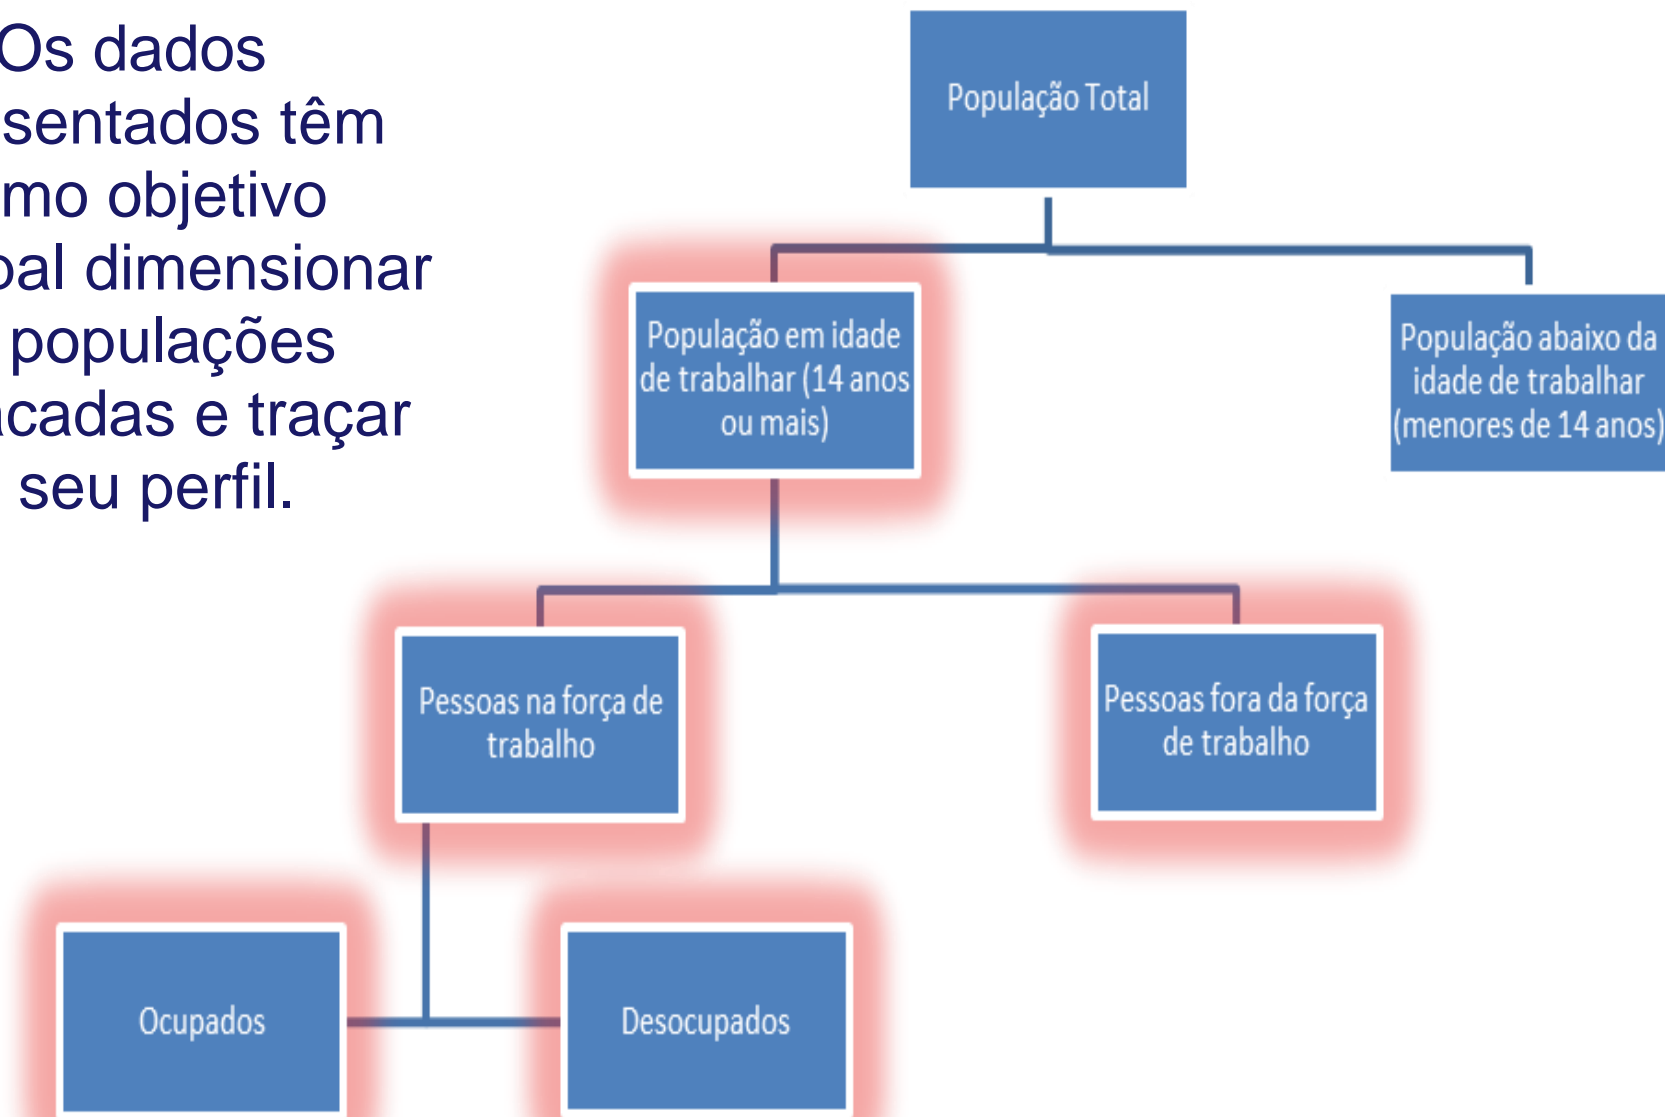 Os dados
sentados têm
mo objetivo
pal dimensionar
populações
acadas e traçar
seu perfil.
População Total
População em idade
de trabalhar (14 anos
ou mais)
População abaixo da
idade de trabalhar
(menores de 14 anos)
Pessoas na força de
trabalho
Pessoas fora da força
de trabalho
Ocupados
Desocupados